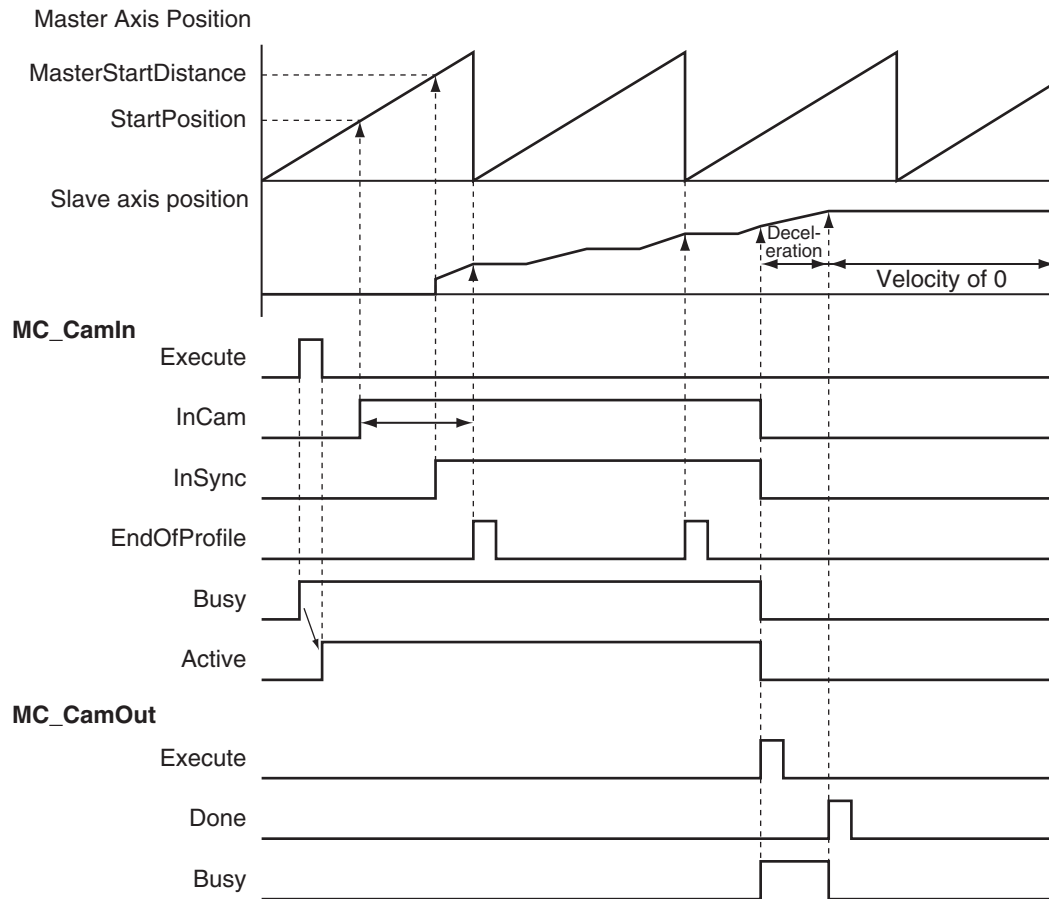 Master Axis Position
MasterStartDistance
StartPosition
Slave axis position
Decel-
eration
Velocity of 0
MC_CamIn
Execute
InCam
InSync
EndOfProfile
Busy
Active
MC_CamOut
Execute
Done
Busy